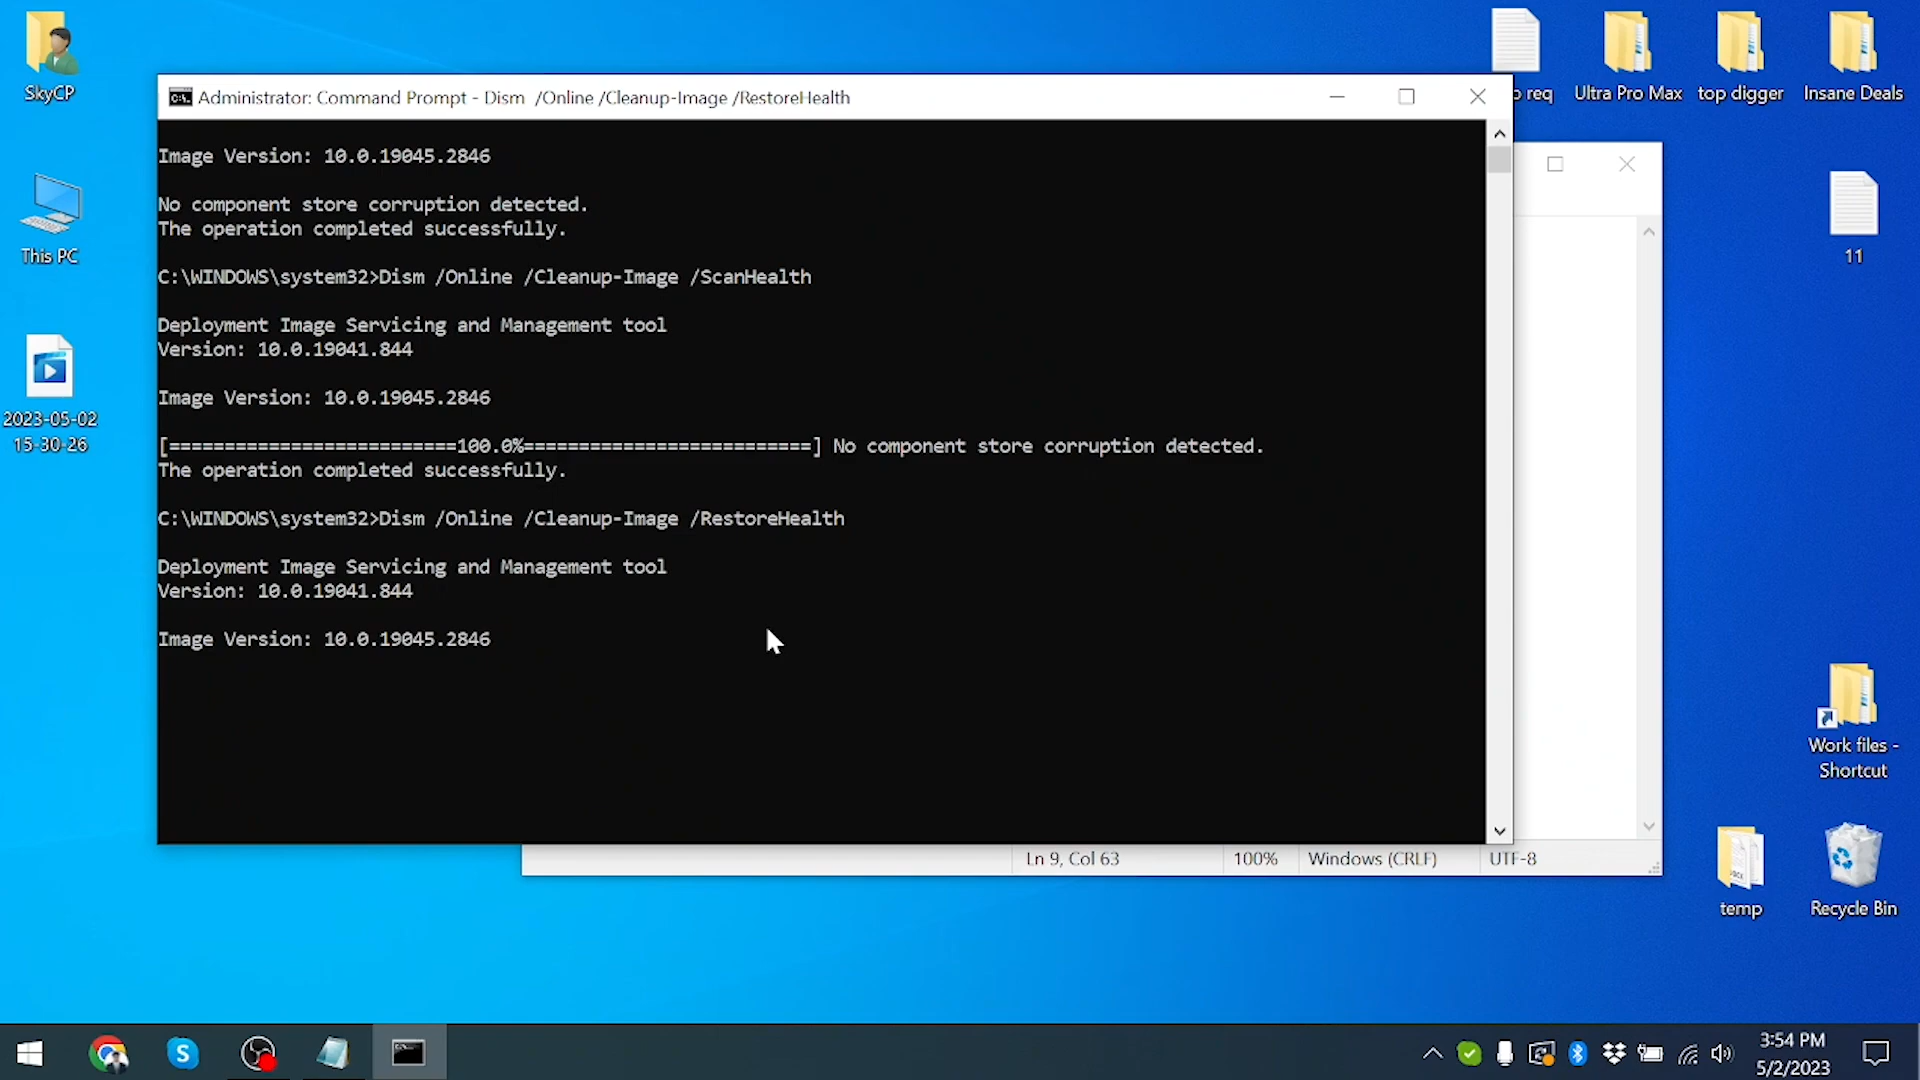 SkyCP
This PC
2023-05-02
15-30-26
Administrator: Command Prompt - Dism  /Online /Cleanup-Image /RestoreHealth
Image Version: 10.0.19045.2846
No component store corruption detected.
The operation completed successfully.
C:\WINDOWS\system32>Dism /Online /Cleanup-Image /ScanHealth
Deployment Image Servicing and Management tool
Version: 10.0.19041.844
Image Version: 10.0.19045.2846
[==========================100.0%==========================] No component store corruption detected.
The operation completed successfully.
C:\WINDOWS\system32>Dism /Online /Cleanup-Image /RestoreHealth
Deployment Image Servicing and Management tool
Version: 10.0.19041.844
Image Version: 10.0.19045.2846
Ln 9, Col 63
100%
Windows (CRLF)
UTF-8
req
Ultra Pro Max
top digger
Insane Deals
11
Work files -
Shortcut
temp
Recycle Bin
3:54 PM
5/2/2023